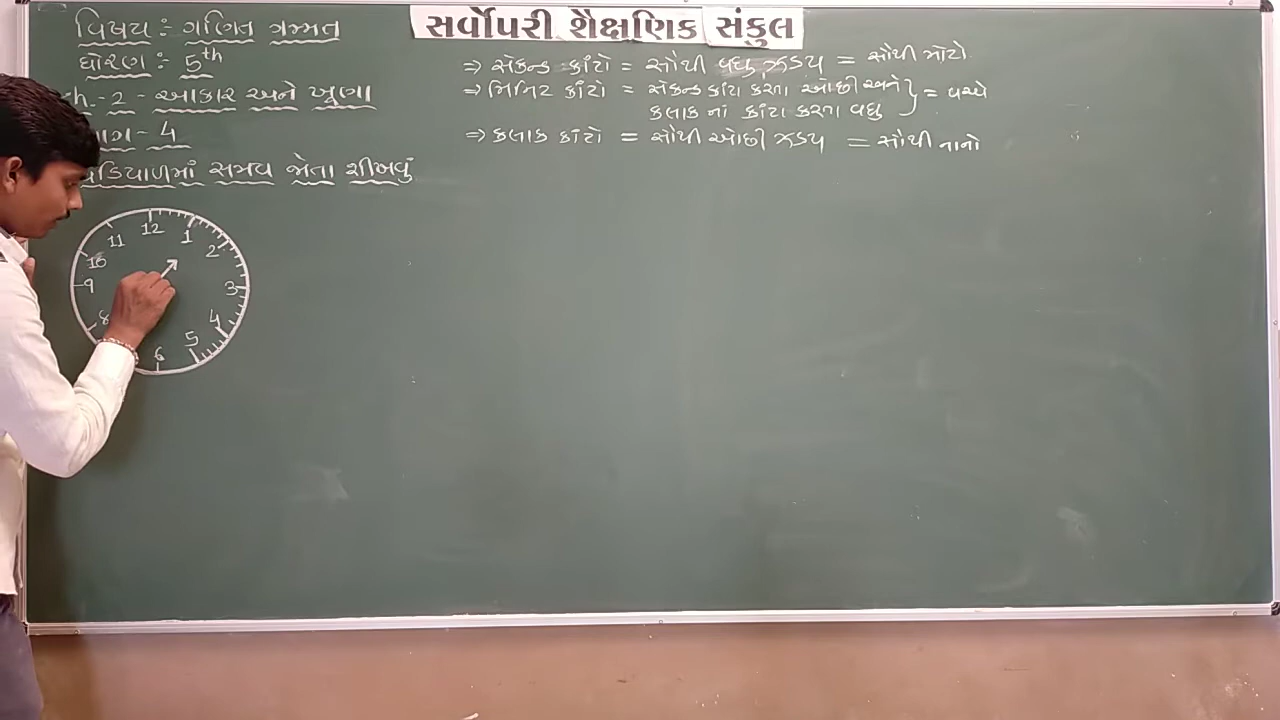 સર્વોપરી શૈક્ષણિક સંકુલ
વિષય : ગણિત ગમ્મત
ધોરણ : 5th
h.-2 - આકાર અને ખૂણા
ભાગ - 4
ઘડિયાળમાં સમય જોતા શીખવું
⇒ સેકન્ડ કાંટો = સૌથી વધુ ઝડપ = સૌથી મોટો
⇒ મિનિટ કાંટો = સેકન્ડ કાંટા કરતા ઓછી અને } = વચ્ચે
કલાક નાં કાંટા કરતા વધુ
⇒ કલાક કાંટો = સૌથી ઓછી ઝડપ = સૌથી નાનો
12
11 1
10 2
9 3
8 4
5
6